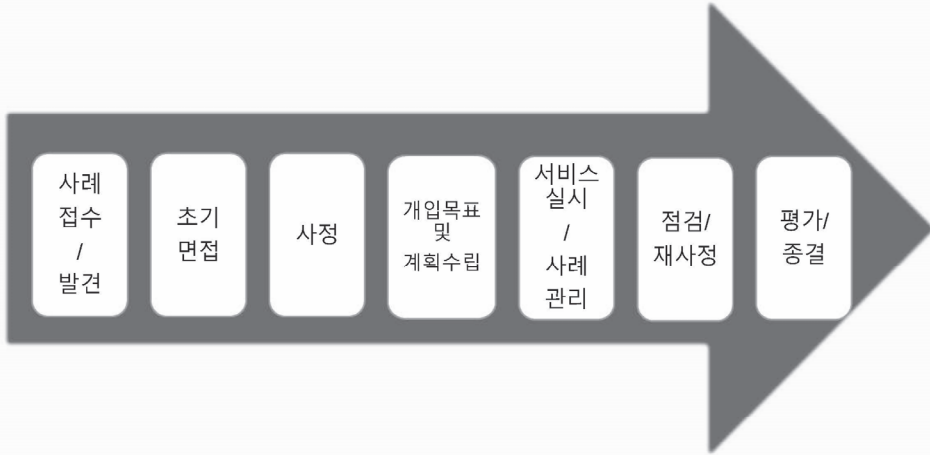 사례
접수
/
발견
초기
면접
사정
개입목표
및
계획수립
서비스
실시
/
사례
관리
점검/
재사정
평가/
종결